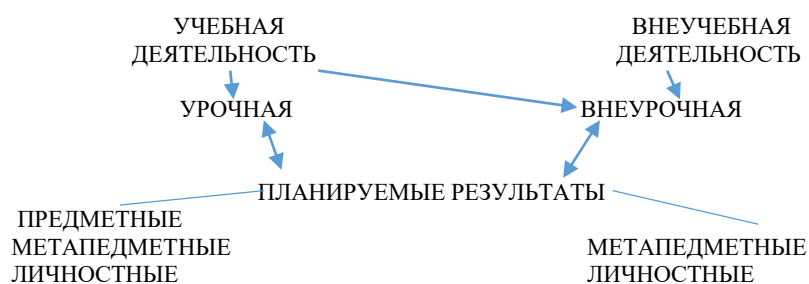 УЧЕБНАЯ
ДЕЯТЕЛЬНОСТЬ
ВНЕУЧЕБНАЯ
ДЕЯТЕЛЬНОСТЬ
УРОЧНАЯ
ВНЕУРОЧНАЯ
ПЛАНИРУЕМЫЕ РЕЗУЛЬТАТЫ
ПРЕДМЕТНЫЕ
МЕТАПЕДМЕТНЫЕ
ЛИЧНОСТНЫЕ
МЕТАПЕДМЕТНЫЕ
ЛИЧНОСТНЫЕ